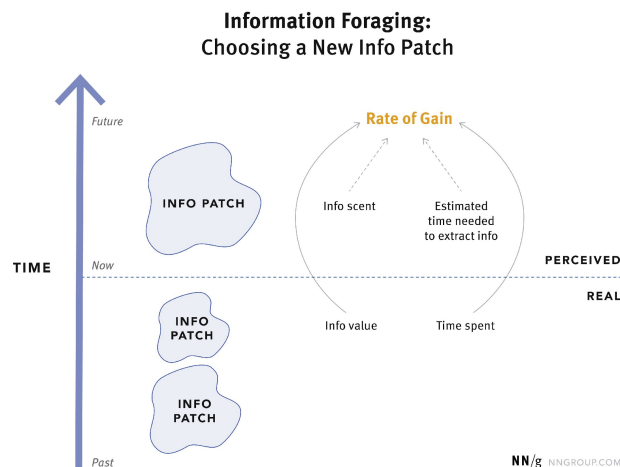 Information Foraging:
Choosing a New Info Patch
Future
Rate of Gain
INFO PATCH
Info scent
Estimated
time needed
to extract info
TIME
Now
PERCEIVED
REAL
INFO
PATCH
Info value
Time spent
INFO
PATCH
Past
NN/g NNGROUP.COM